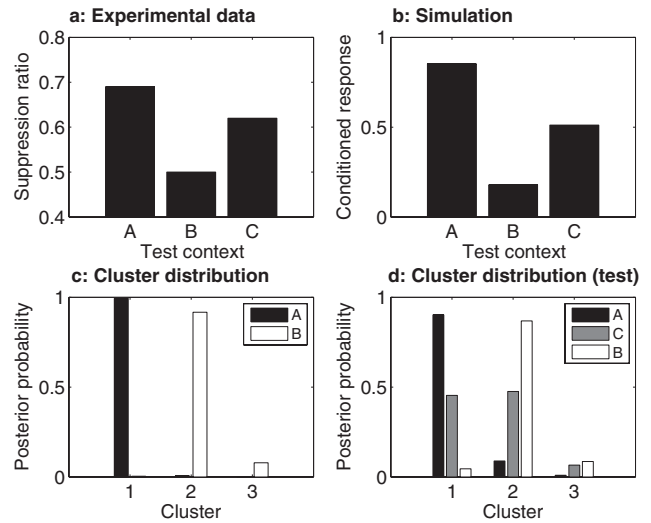 a: Experimental data
0.8
0.7
0.6
0.5
0.4
Suppression ratio
A B C
Test context
b: Simulation
1
0.5
0
Conditioned response
A B C
Test context
c: Cluster distribution
1
0.5
0
Posterior probability
A
B
1 2 3
Cluster
d: Cluster distribution (test)
1
0.5
0
Posterior probability
A
C
B
1 2 3
Cluster